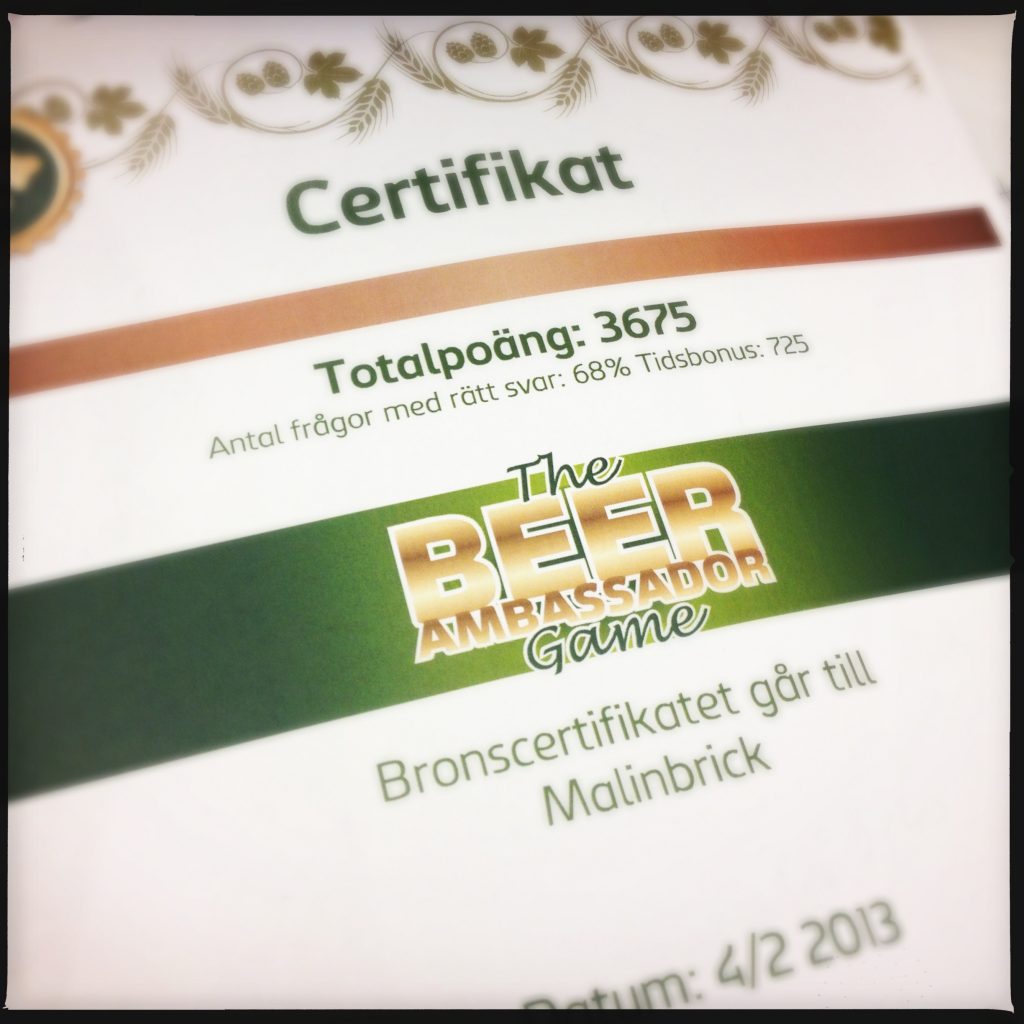 Certifikat
Totalpoäng: 3675
Antal frågor med rätt svar: 68% Tidsbonus: 725
The
BEER
AMBASSADOR
Game
Bronscertifikatet går till
Malinbrick
Datum: 4/2 2013